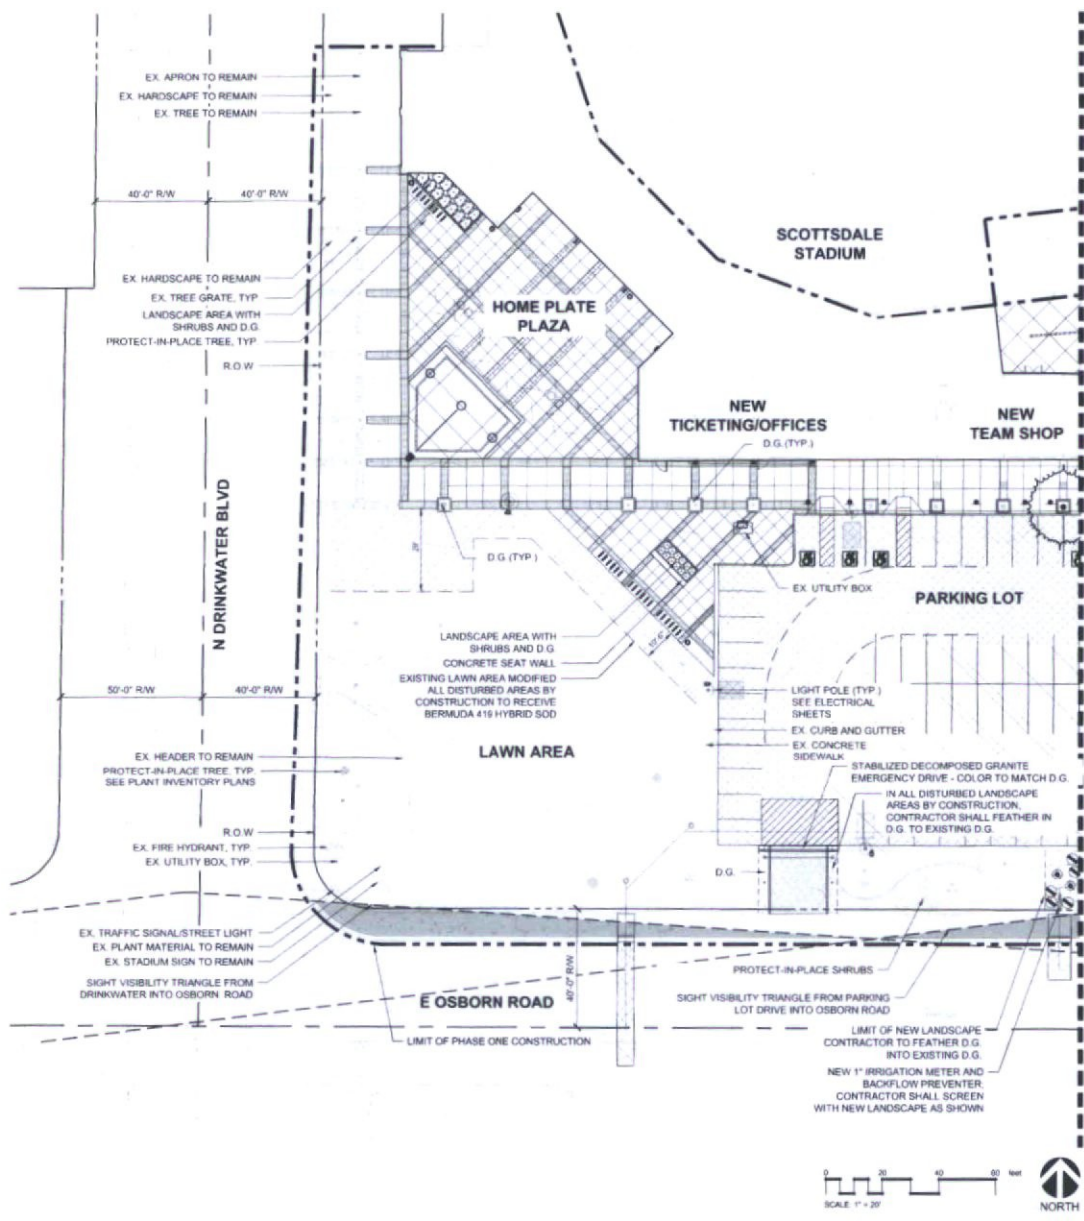 EX. APRON TO REMAIN
EX. HARDSCAPE TO REMAIN
EX. TREE TO REMAIN
40'-0" R/W
40'-0" R/W
SCOTTSDALE
STADIUM
EX. HARDSCAPE TO REMAIN
EX. TREE GRATE, TYP
LANDSCAPE AREA WITH
SHRUBS AND D.G.
PROTECT-IN-PLACE TREE, TYP
R.O.W
HOME PLATE
PLAZA
NEW
TICKETING/OFFICES
D.G.(TYP.)
NEW
TEAM SHOP
N DRINKWATER BLVD
D.G (TYP.)
EX. UTILITY BOX
PARKING LOT
LANDSCAPE AREA WITH
SHRUBS AND D.G.
CONCRETE SEAT WALL
EXISTING LAWN AREA MODIFIED
ALL DISTURBED AREAS BY
CONSTRUCTION TO RECEIVE
BERMUDA 419 HYBRID SOD
50'-0" R/W
40'-0" R/W
LIGHT POLE (TYP.)
SEE ELECTRICAL
SHEETS
EX. CURB AND GUTTER
EX. CONCRETE
SIDEWALK
LAWN AREA
EX. HEADER TO REMAIN
PROTECT-IN-PLACE TREE, TYP.
SEE PLANT INVENTORY PLANS
STABILIZED DECOMPOSED GRANITE
EMERGENCY DRIVE - COLOR TO MATCH D.G.
IN ALL DISTURBED LANDSCAPE
AREAS BY CONSTRUCTION,
CONTRACTOR SHALL FEATHER IN
D.G. TO EXISTING D.G.
R.O.W
EX. FIRE HYDRANT, TYP.
EX. UTILITY BOX, TYP.
D.G.
EX. TRAFFIC SIGNAL/STREET LIGHT
EX. PLANT MATERIAL TO REMAIN
EX. STADIUM SIGN TO REMAIN
SIGHT VISIBILITY TRIANGLE FROM
DRINKWATER INTO OSBORN ROAD
40'-0" R/W
PROTECT-IN-PLACE SHRUBS
E OSBORN ROAD
SIGHT VISIBILITY TRIANGLE FROM PARKING
LOT DRIVE INTO OSBORN ROAD
LIMIT OF PHASE ONE CONSTRUCTION
LIMIT OF NEW LANDSCAPE
CONTRACTOR TO FEATHER D.G.
INTO EXISTING D.G.
NEW 1" IRRIGATION METER AND
BACKFLOW PREVENTER.
CONTRACTOR SHALL SCREEN
WITH NEW LANDSCAPE AS SHOWN
0 20 40 60 feet
SCALE: 1" = 20'
NORTH